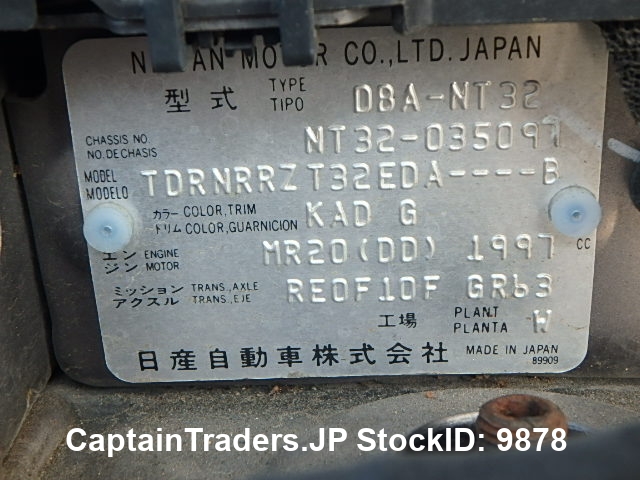 MOTOR CO.,LTD. JAPAN
型式 TYPE TIPO DBA-NT32
CHASSIS NO. NO. DE CHASIS NT32-035097
MODEL MODELO TDRNRRZ T32EDA----B
カラー COLOR, TRIM トリム COLOR, GUARNICION KAD G
エンジン ENGINE MOTOR MR20(DD) 1997 CC
ミッション アクスル TRANS., AXLE TRANS., EJE RE0F10F GR63
工場 PLANT PLANTA W
日産自動車株式会社 MADE IN JAPAN
89909
CaptainTraders.JP StockID: 9878